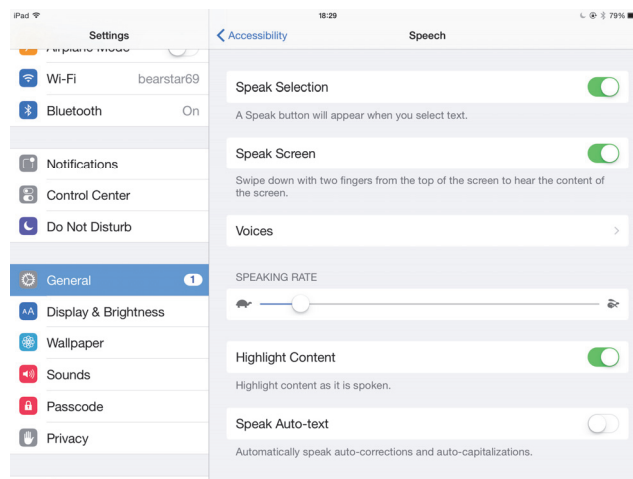 iPad 18:29 79%
Settings
Accessibility Speech
Airplane Mode
Wi-Fi bearstar69
Bluetooth On
Notifications
Control Center
Do Not Disturb
General 1
AA Display & Brightness
Wallpaper
Sounds
Passcode
Privacy
Speak Selection
A Speak button will appear when you select text.
Speak Screen
Swipe down with two fingers from the top of the screen to hear the content of
the screen.
Voices
SPEAKING RATE
Highlight Content
Highlight content as it is spoken.
Speak Auto-text
Automatically speak auto-corrections and auto-capitalizations.